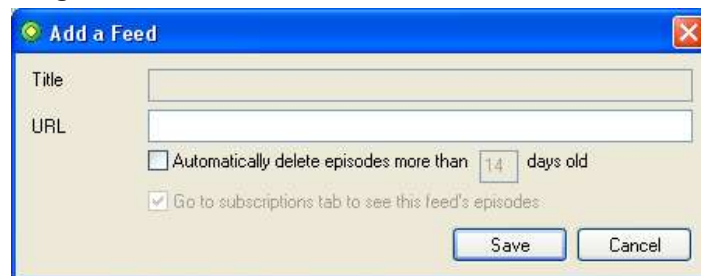 Add a Feed
Title
URL
Automatically delete episodes more than 14 days old
Go to subscriptions tab to see this feed's episodes
Save Cancel